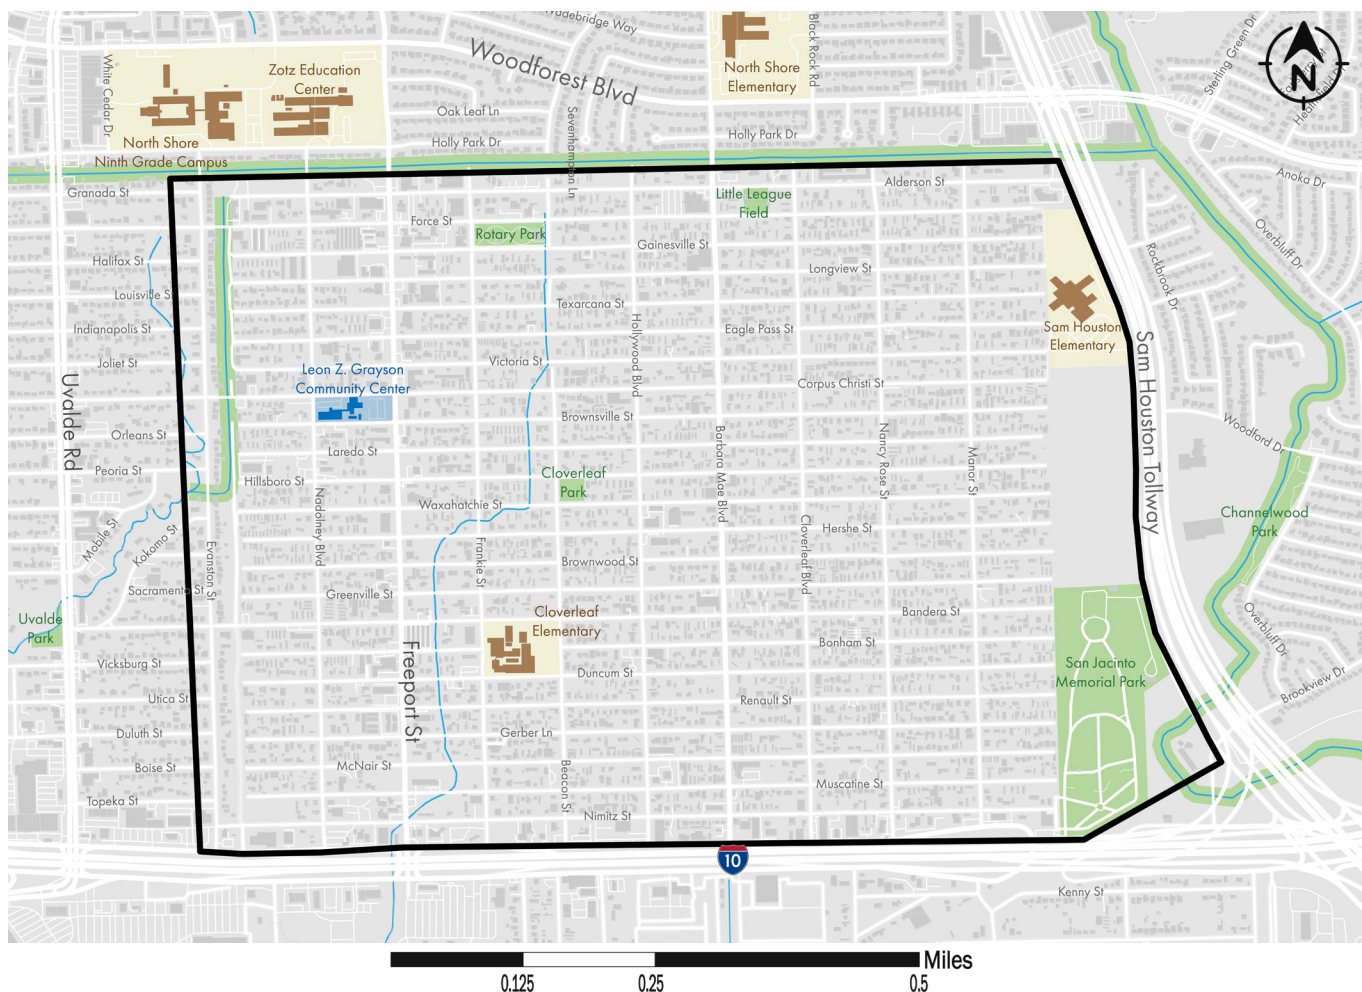 Wadebridge Way
Woodforest Blvd
Black Rock Rd
Sterling Green Dr
N
White Cedar Dr
Zotz Education
Center
North Shore
Elementary
Oak Leaf Ln
Sevenhampton Ln
Holly Park Dr
Holly Park Dr
North Shore
Ninth Grade Campus
Anoka Dr
Granada St
Alderson St
Little League
Field
Force St
Rotary Park
Gainesville St
Overbluff Dr
Halifax St
Longview St
Rockbrook Dr
Louisville St
Texarcana St
Hollywood Blvd
Indianapolis St
Eagle Pass St
Sam Houston
Elementary
Sam Houston Tollway
Joliet St
Victoria St
Leon Z. Grayson
Community Center
Corpus Christi St
Uvalde Rd
Brownsville St
Orleans St
Laredo St
Barbara Mae Blvd
Nancy Rose St
Manor St
Woodford Dr
Peoria St
Hillsboro St
Cloverleaf
Park
Nadolney Blvd
Waxahatchie St
Channelwood
Park
Mobile St
Kokomo St
Evanston St
Frankie St
Hershe St
Cloverleaf Blvd
Brownwood St
Sacramento St
Greenville St
Uvalde
Park
Cloverleaf
Elementary
Bandera St
Overbluff Dr
Bonham St
Freeport St
Vicksburg St
Duncum St
San Jacinto
Memorial Park
Brookview Dr
Utica St
Renault St
Duluth St
Gerber Ln
Boise St
McNair St
Beacon St
Muscatine St
Topeka St
Nimitz St
10
Kenny St
Miles
0.125
0.25
0.5